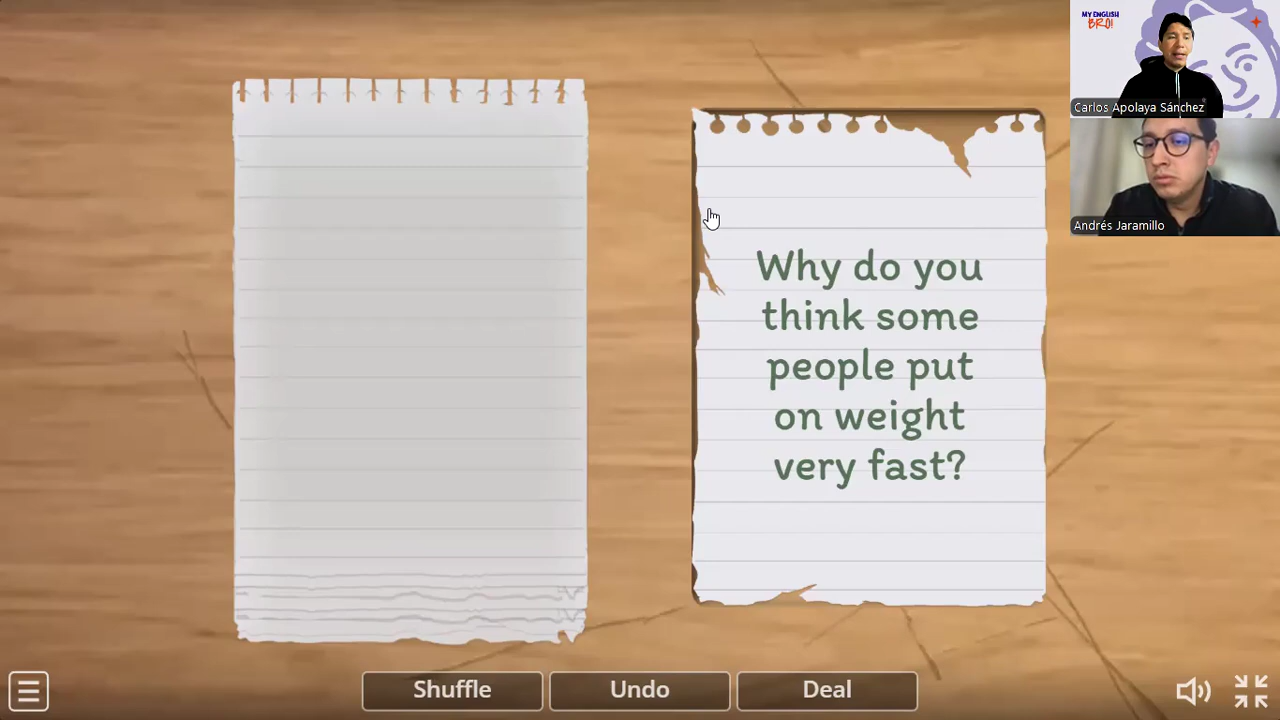 MY ENGLISH
BRO!
Carlos Apolaya Sánchez
Andrés Jaramillo
Why do you
think some
people put
on weight
very fast?
Shuffle
Undo
Deal